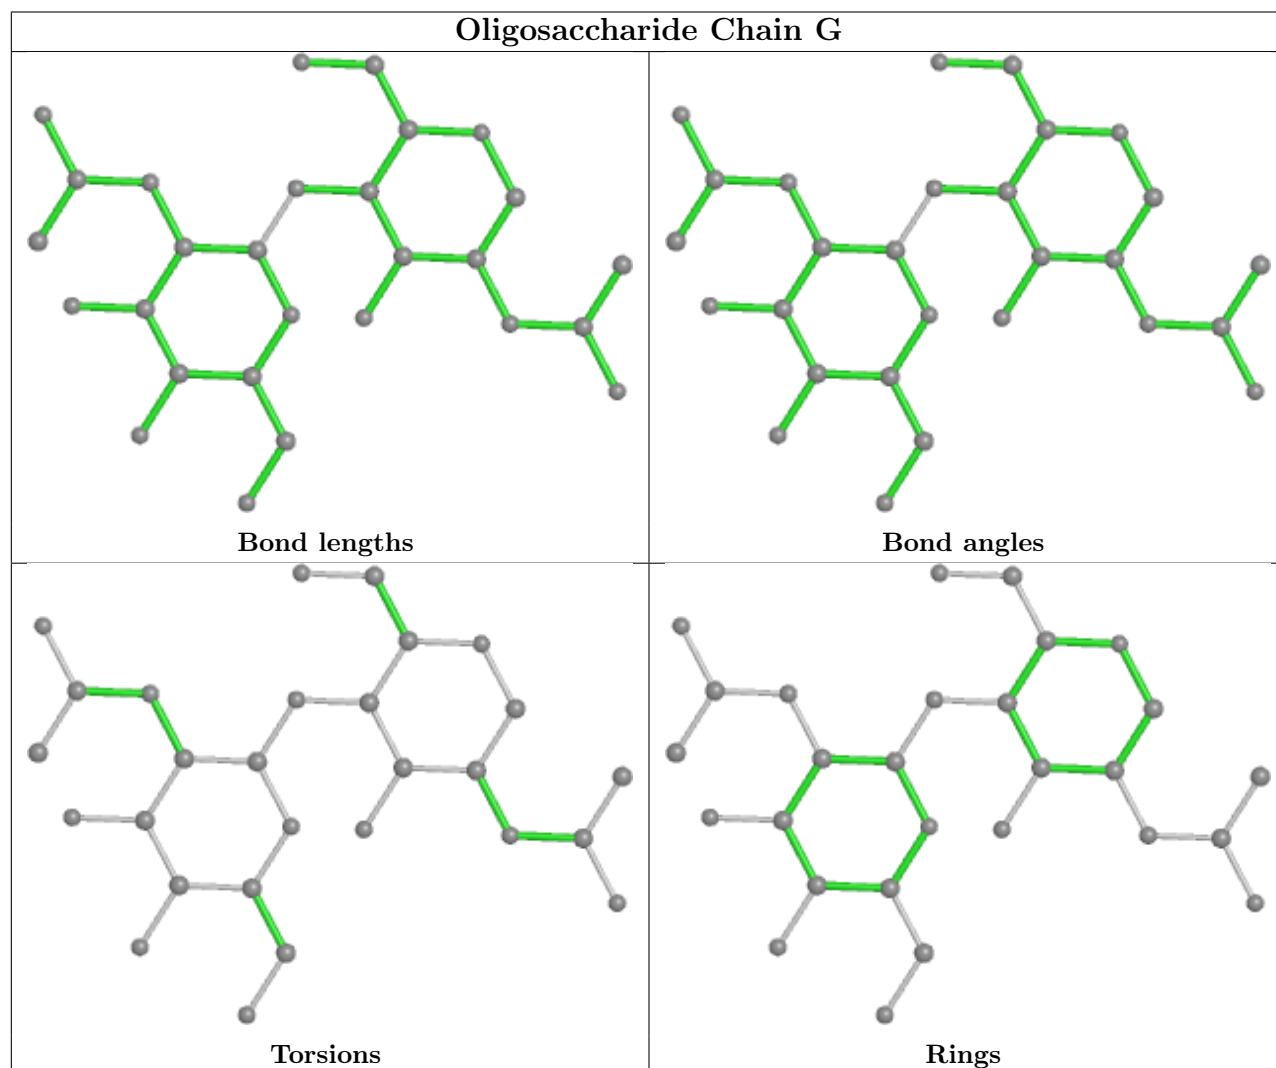 Oligosaccharide Chain G
Bond lengths
Bond angles
Torsions
Rings